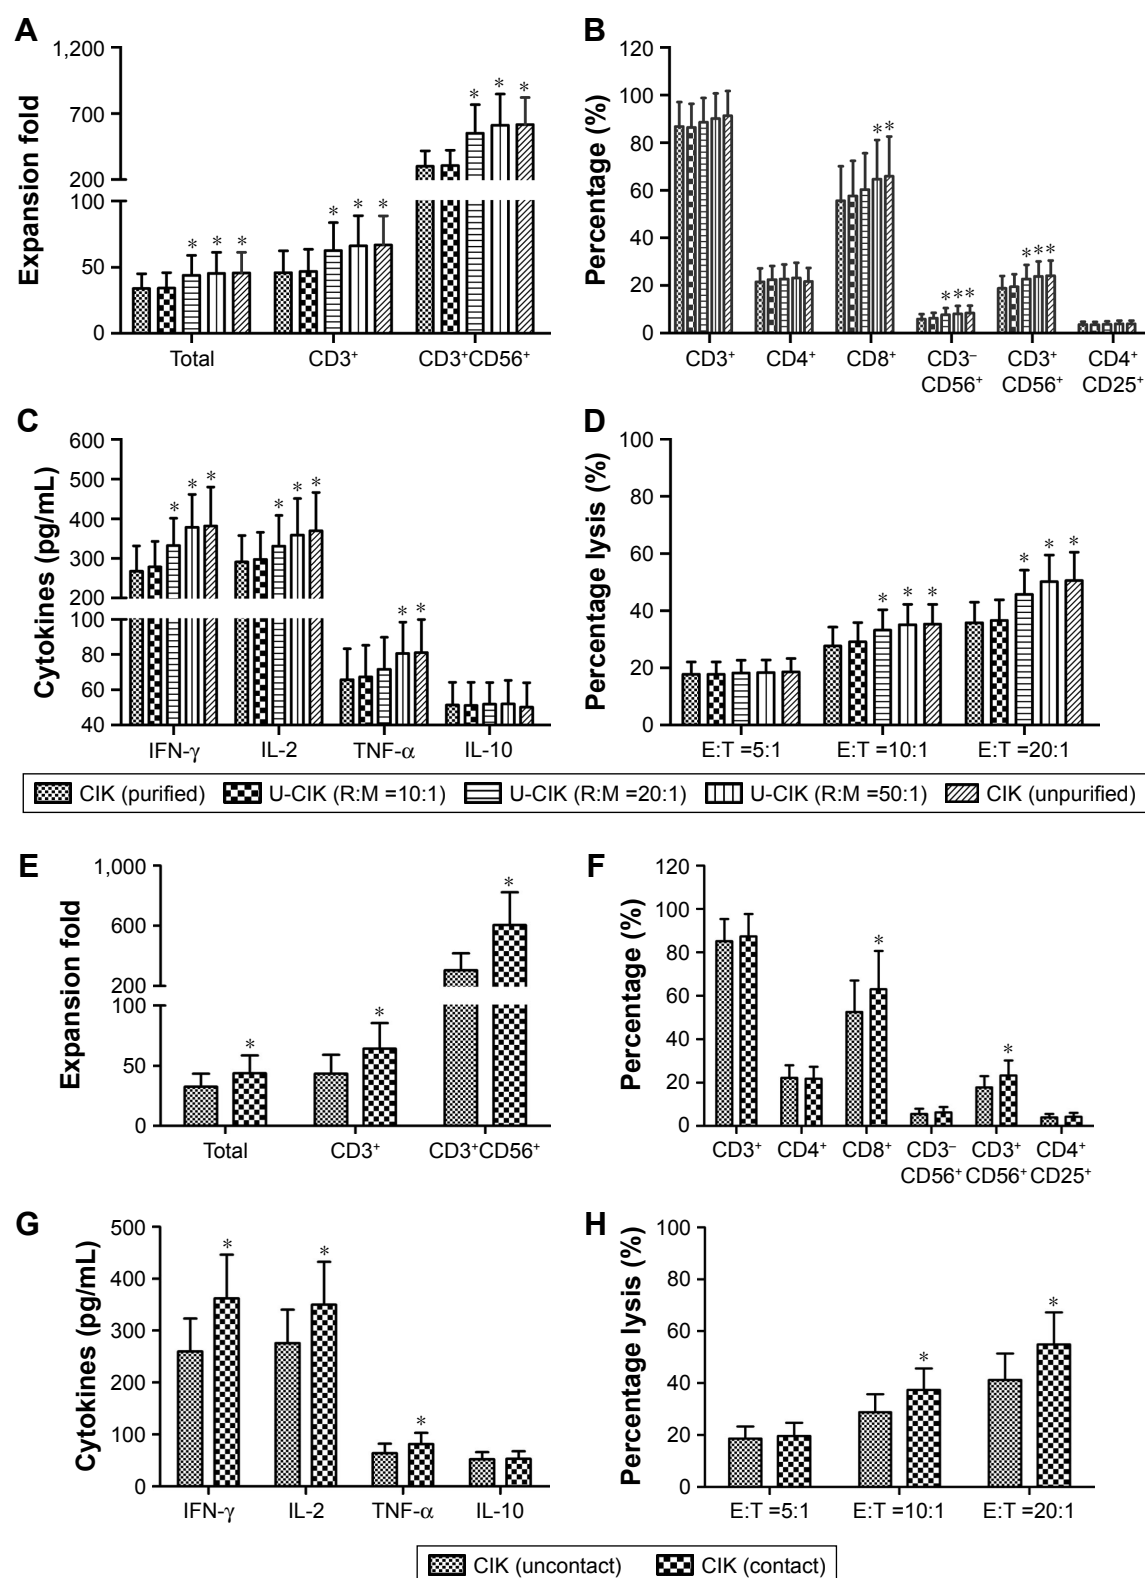 A
Expansion fold
1,200
700
200
100
50
0
* * * * * * * * *
Total CD3⁺ CD3⁺CD56⁺
B
Percentage (%)
120
100
80
60
40
20
0
** *** ***
CD3⁺ CD4⁺ CD8⁺ CD3⁻ CD3⁺ CD4⁺
CD56⁺ CD56⁺ CD25⁺
C
Cytokines (pg/mL)
600
500
400
300
200
100
80
60
40
* * * * * * * *
IFN-γ IL-2 TNF-α IL-10
D
Percentage lysis (%)
100
80
60
40
20
0
* * * * * *
E:T =5:1 E:T =10:1 E:T =20:1
CIK (purified) U-CIK (R:M =10:1) U-CIK (R:M =20:1) U-CIK (R:M =50:1) CIK (unpurified)
E
Expansion fold
1,000
600
200
100
50
0
* * *
Total CD3⁺ CD3⁺CD56⁺
F
Percentage (%)
120
100
80
60
40
20
0
* *
CD3⁺ CD4⁺ CD8⁺ CD3⁻ CD3⁺ CD4⁺
CD56⁺ CD56⁺ CD25⁺
G
Cytokines (pg/mL)
500
400
300
200
100
0
* * *
IFN-γ IL-2 TNF-α IL-10
H
Percentage lysis (%)
100
80
60
40
20
0
* *
E:T =5:1 E:T =10:1 E:T =20:1
CIK (uncontact) CIK (contact)